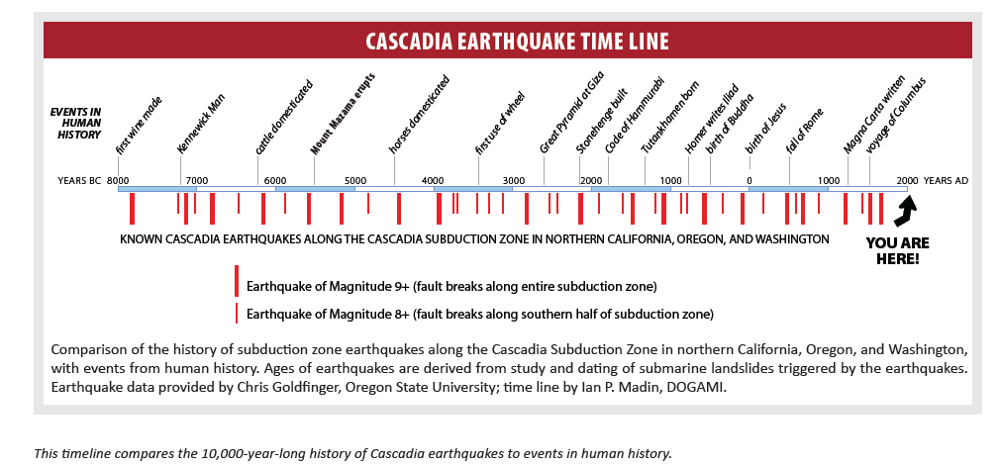 CASCADIA EARTHQUAKE TIME LINE
EVENTS IN
HUMAN
HISTORY
first wine made
Kennewick Man
cattle domesticated
Mount Mazama erupts
horses domesticated
first use of wheel
Great Pyramid at Giza
Stonehenge built
Code of Hammurabi
Tutankhamen born
Homer writes Iliad
birth of Buddha
birth of Jesus
fall of Rome
Magna Carta written
voyage of Columbus
YEARS BC 8000 7000 6000 5000 4000 3000 2000 1000 0 1000 2000 YEARS AD
KNOWN CASCADIA EARTHQUAKES ALONG THE CASCADIA SUBDUCTION ZONE IN NORTHERN CALIFORNIA, OREGON, AND WASHINGTON
YOU ARE
HERE!
Earthquake of Magnitude 9+ (fault breaks along entire subduction zone)
Earthquake of Magnitude 8+ (fault breaks along southern half of subduction zone)
Comparison of the history of subduction zone earthquakes along the Cascadia Subduction Zone in northern California, Oregon, and Washington,
with events from human history. Ages of earthquakes are derived from study and dating of submarine landslides triggered by the earthquakes.
Earthquake data provided by Chris Goldfinger, Oregon State University; time line by Ian P. Madin, DOGAMI.
This timeline compares the 10,000-year-long history of Cascadia earthquakes to events in human history.